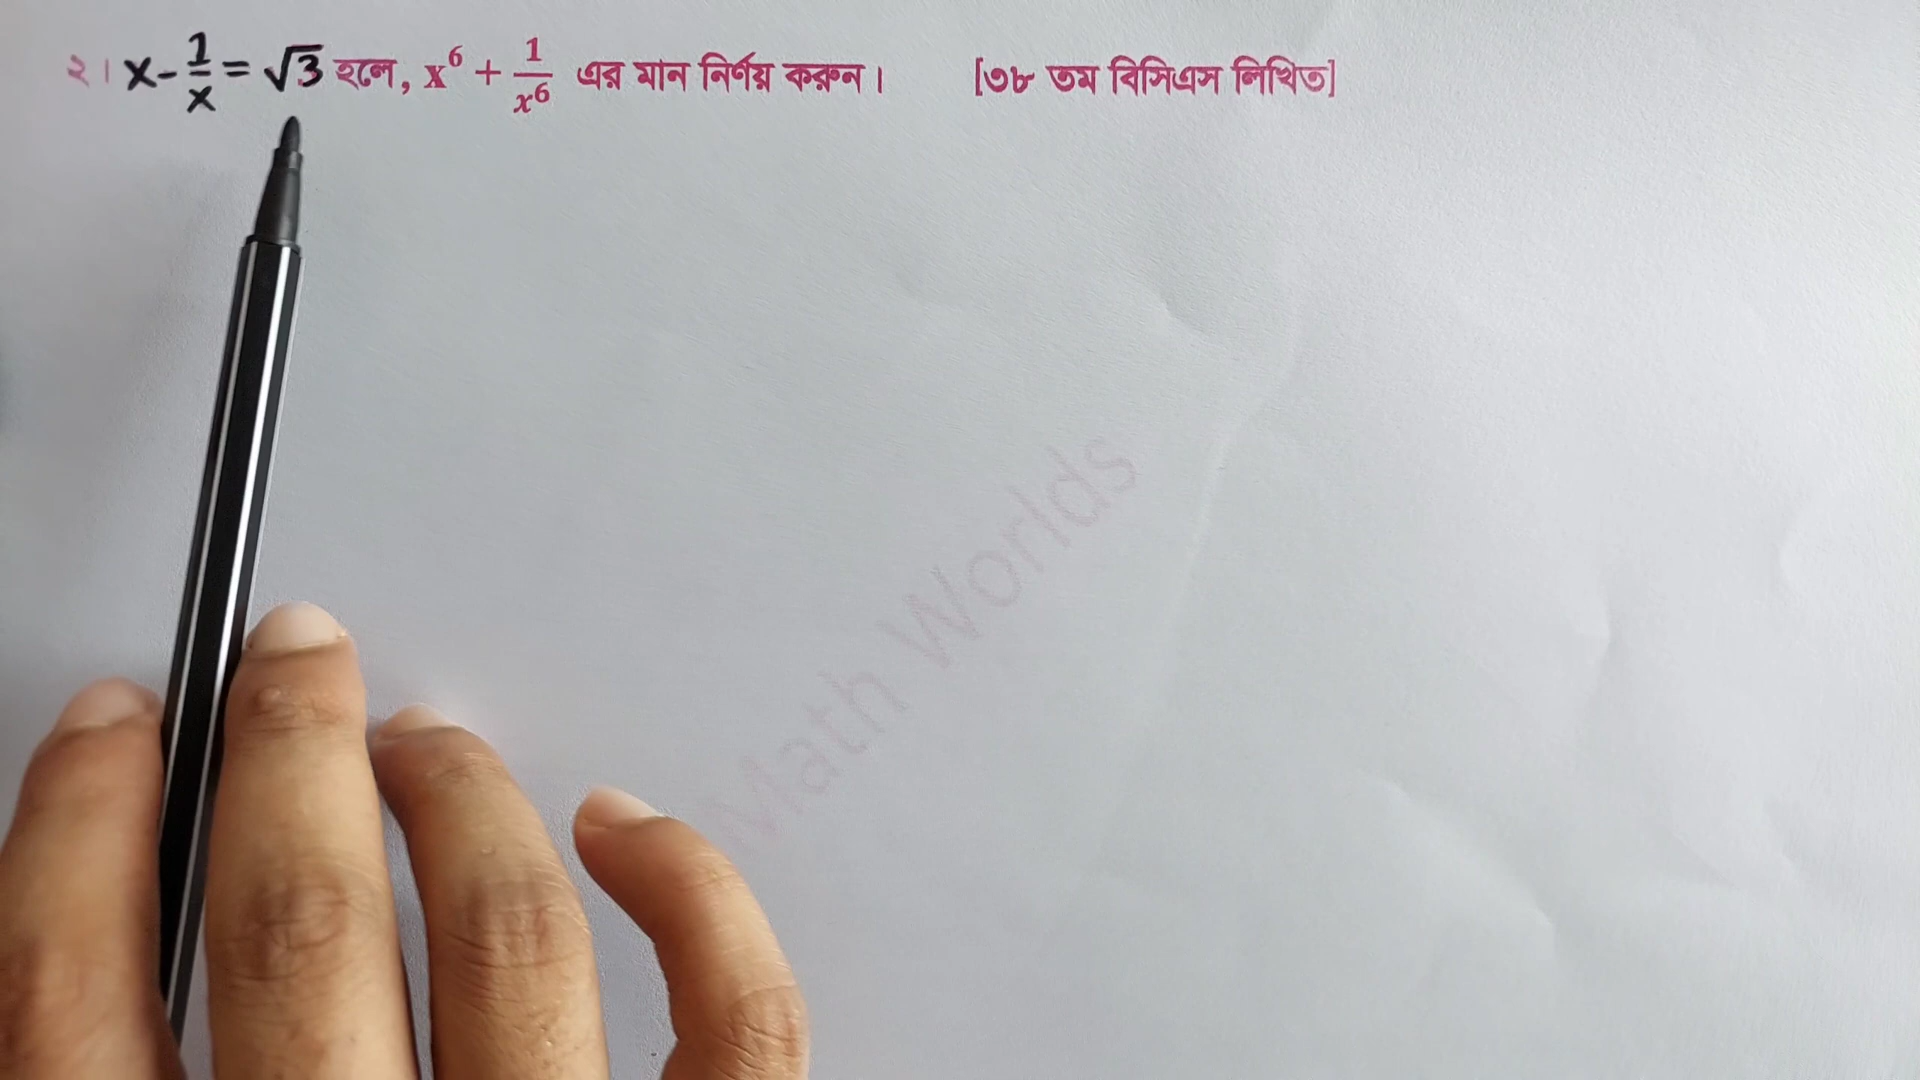 ২। x - 1/x = √3 হলে, x⁶ + 1/x⁶ এর মান নির্ণয় করুন। [৩৮ তম বিসিএস লিখিত]
Math Worlds